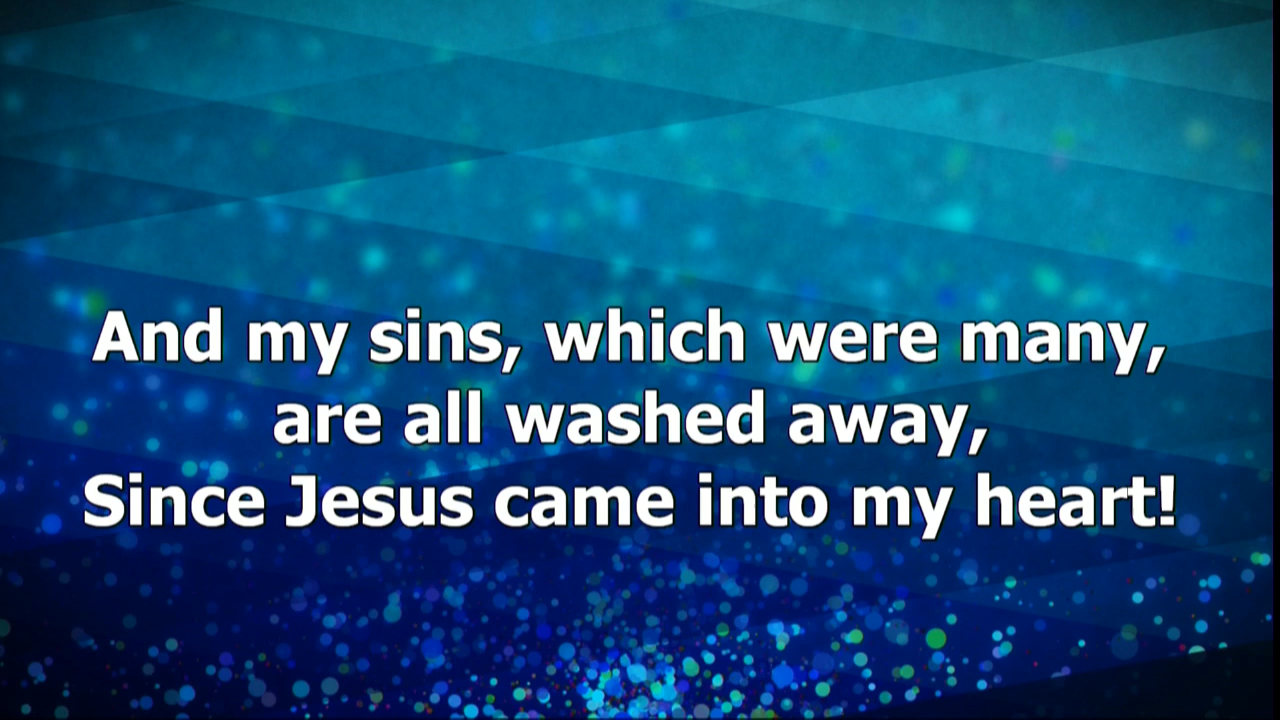 And my sins, which were many,
are all washed away,
Since Jesus came into my heart!